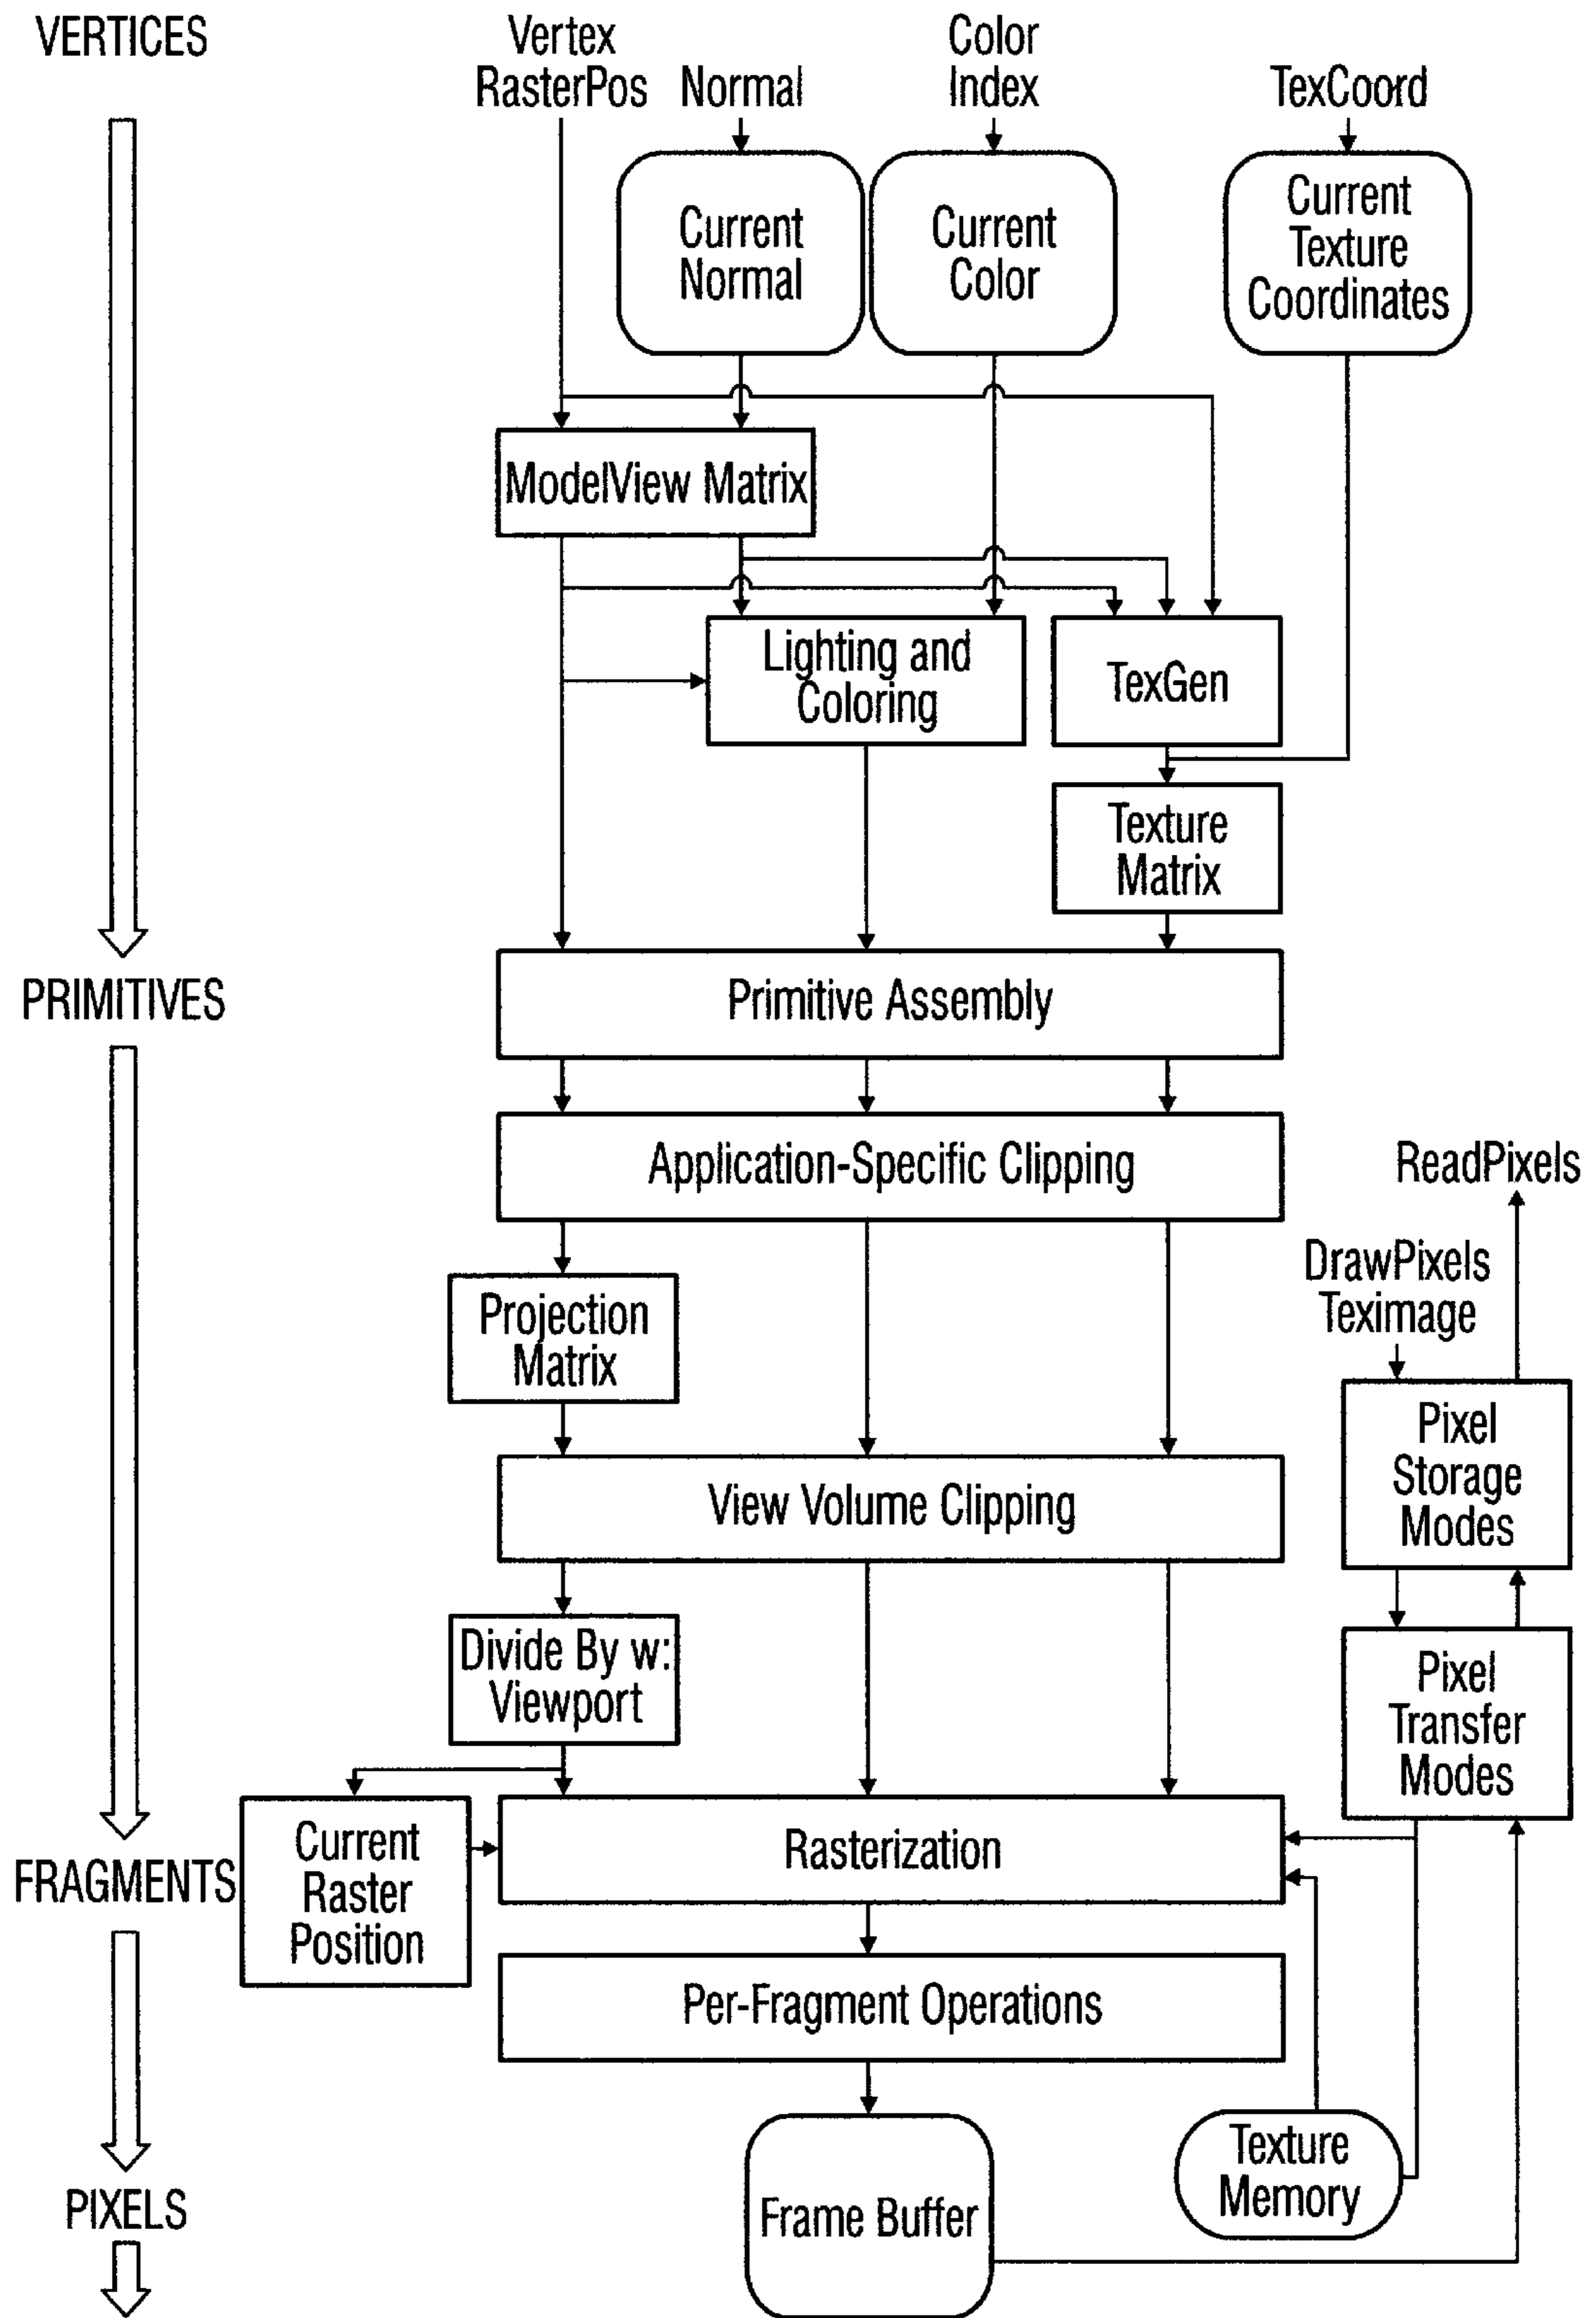 VERTICES
Vertex
RasterPos
Normal
Color
Index
TexCoord
Current
Normal
Current
Color
Current
Texture
Coordinates
ModelView Matrix
Lighting and
Coloring
TexGen
Texture
Matrix
PRIMITIVES
Primitive Assembly
Application-Specific Clipping
ReadPixels
DrawPixels
Teximage
Projection
Matrix
Pixel
Storage
Modes
View Volume Clipping
Divide By w:
Viewport
Pixel
Transfer
Modes
FRAGMENTS
Current
Raster
Position
Rasterization
Per-Fragment Operations
Texture
Memory
PIXELS
Frame Buffer